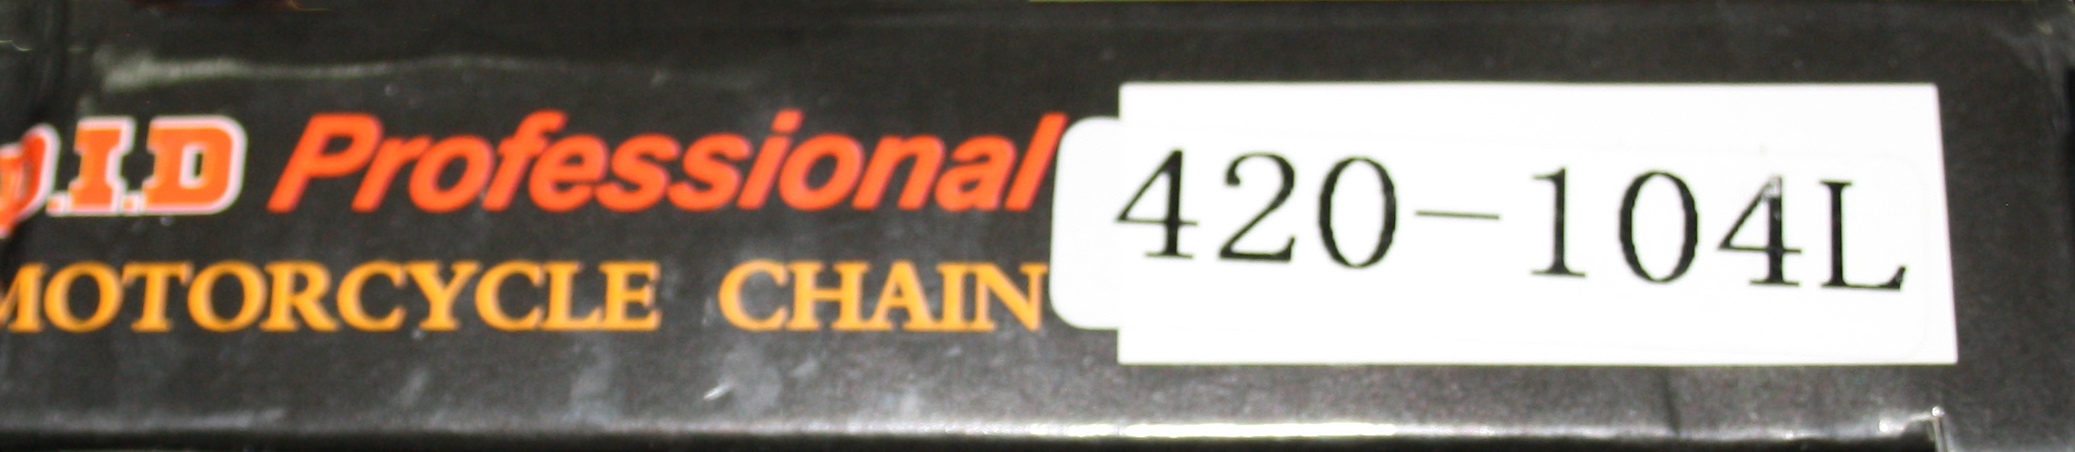 D.I.D Professional
MOTORCYCLE CHAIN
420-104L